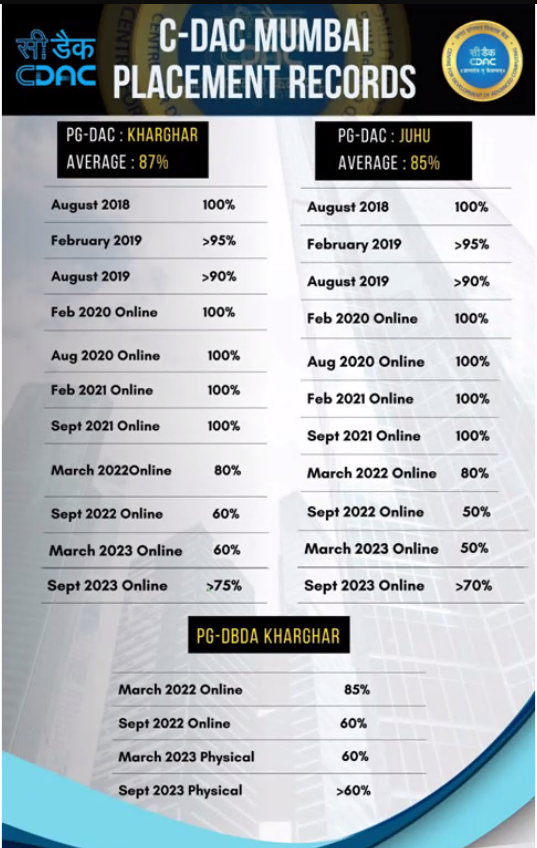 सी डैक
CDAC
C-DAC MUMBAI
PLACEMENT RECORDS
सी डैक
CDAC
PG-DAC : KHARGHAR
AVERAGE : 87%
August 2018 100%
February 2019 >95%
August 2019 >90%
Feb 2020 Online 100%
Aug 2020 Online 100%
Feb 2021 Online 100%
Sept 2021 Online 100%
March 2022Online 80%
Sept 2022 Online 60%
March 2023 Online 60%
Sept 2023 Online >75%
PG-DAC : JUHU
AVERAGE : 85%
August 2018 100%
February 2019 >95%
August 2019 >90%
Feb 2020 Online 100%
Aug 2020 Online 100%
Feb 2021 Online 100%
Sept 2021 Online 100%
March 2022 Online 80%
Sept 2022 Online 50%
March 2023 Online 50%
Sept 2023 Online >70%
PG-DBDA KHARGHAR
March 2022 Online 85%
Sept 2022 Online 60%
March 2023 Physical 60%
Sept 2023 Physical >60%